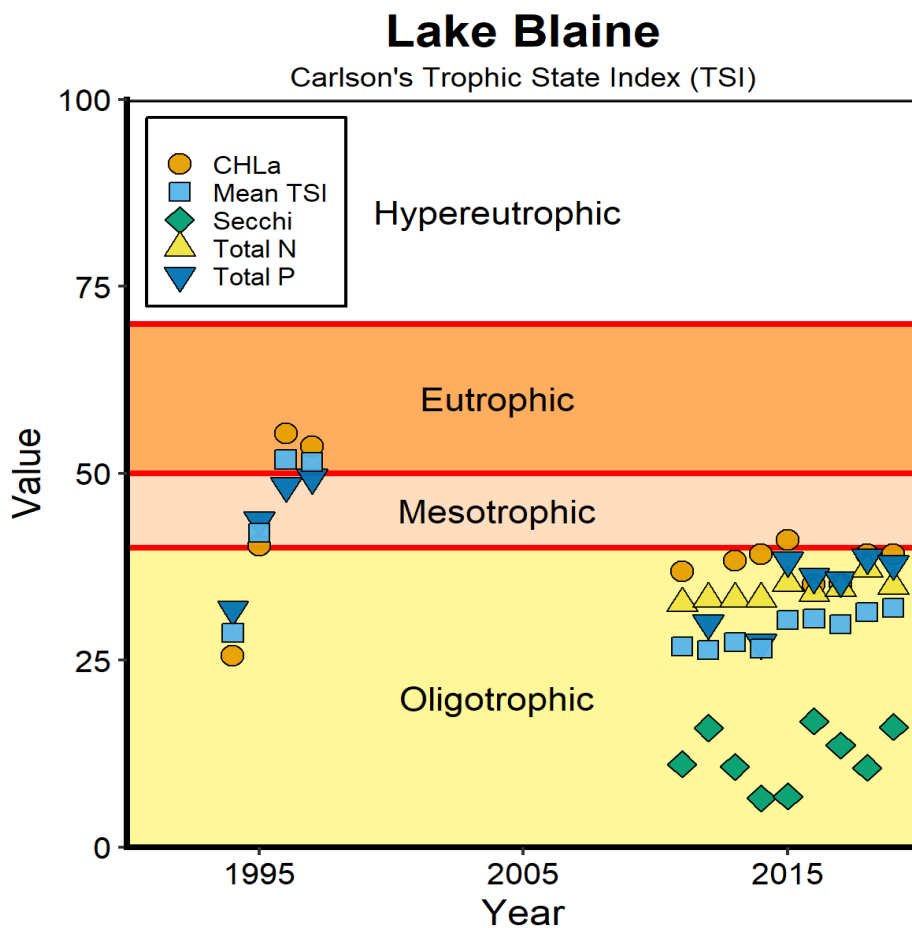 Lake Blaine
Carlson's Trophic State Index (TSI)
100
CHLa
Mean TSI
Secchi
Total N
Total P
Hypereutrophic
75
Eutrophic
Value
50
Mesotrophic
25
Oligotrophic
0
1995
2005
2015
Year